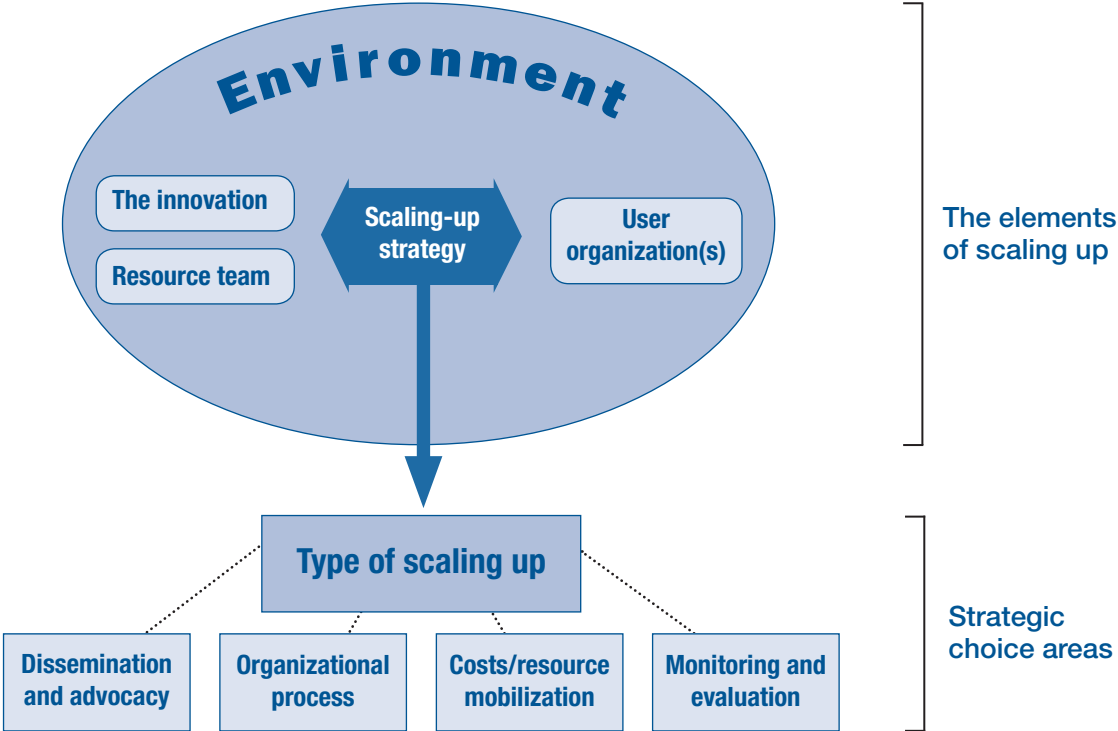 Environment
The innovation
Resource team
Scaling-up
strategy
User
organization(s)
The elements
of scaling up
Type of scaling up
Dissemination
and advocacy
Organizational
process
Costs/resource
mobilization
Monitoring and
evaluation
Strategic
choice areas